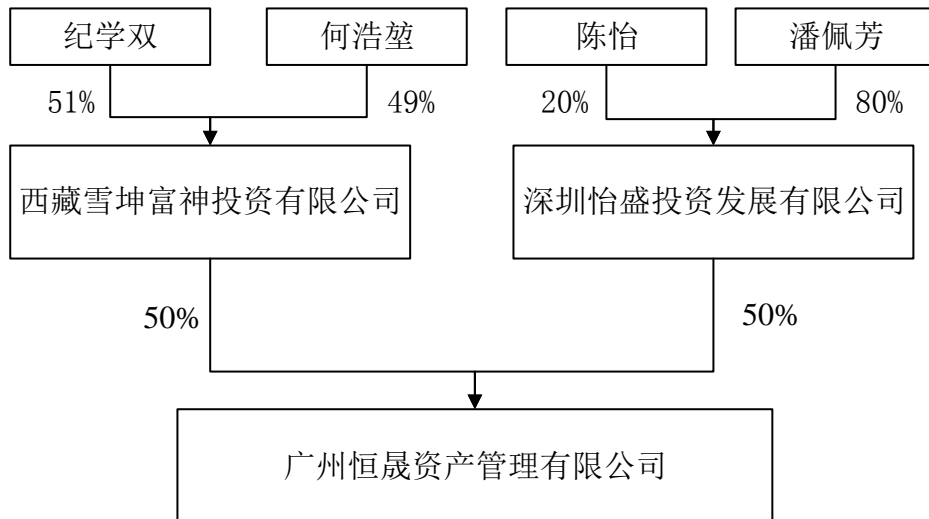 纪学双
何浩堃
陈怡
潘佩芳
51%
49%
20%
80%
西藏雪坤富神投资有限公司
深圳怡盛投资发展有限公司
50%
50%
广州恒晟资产管理有限公司